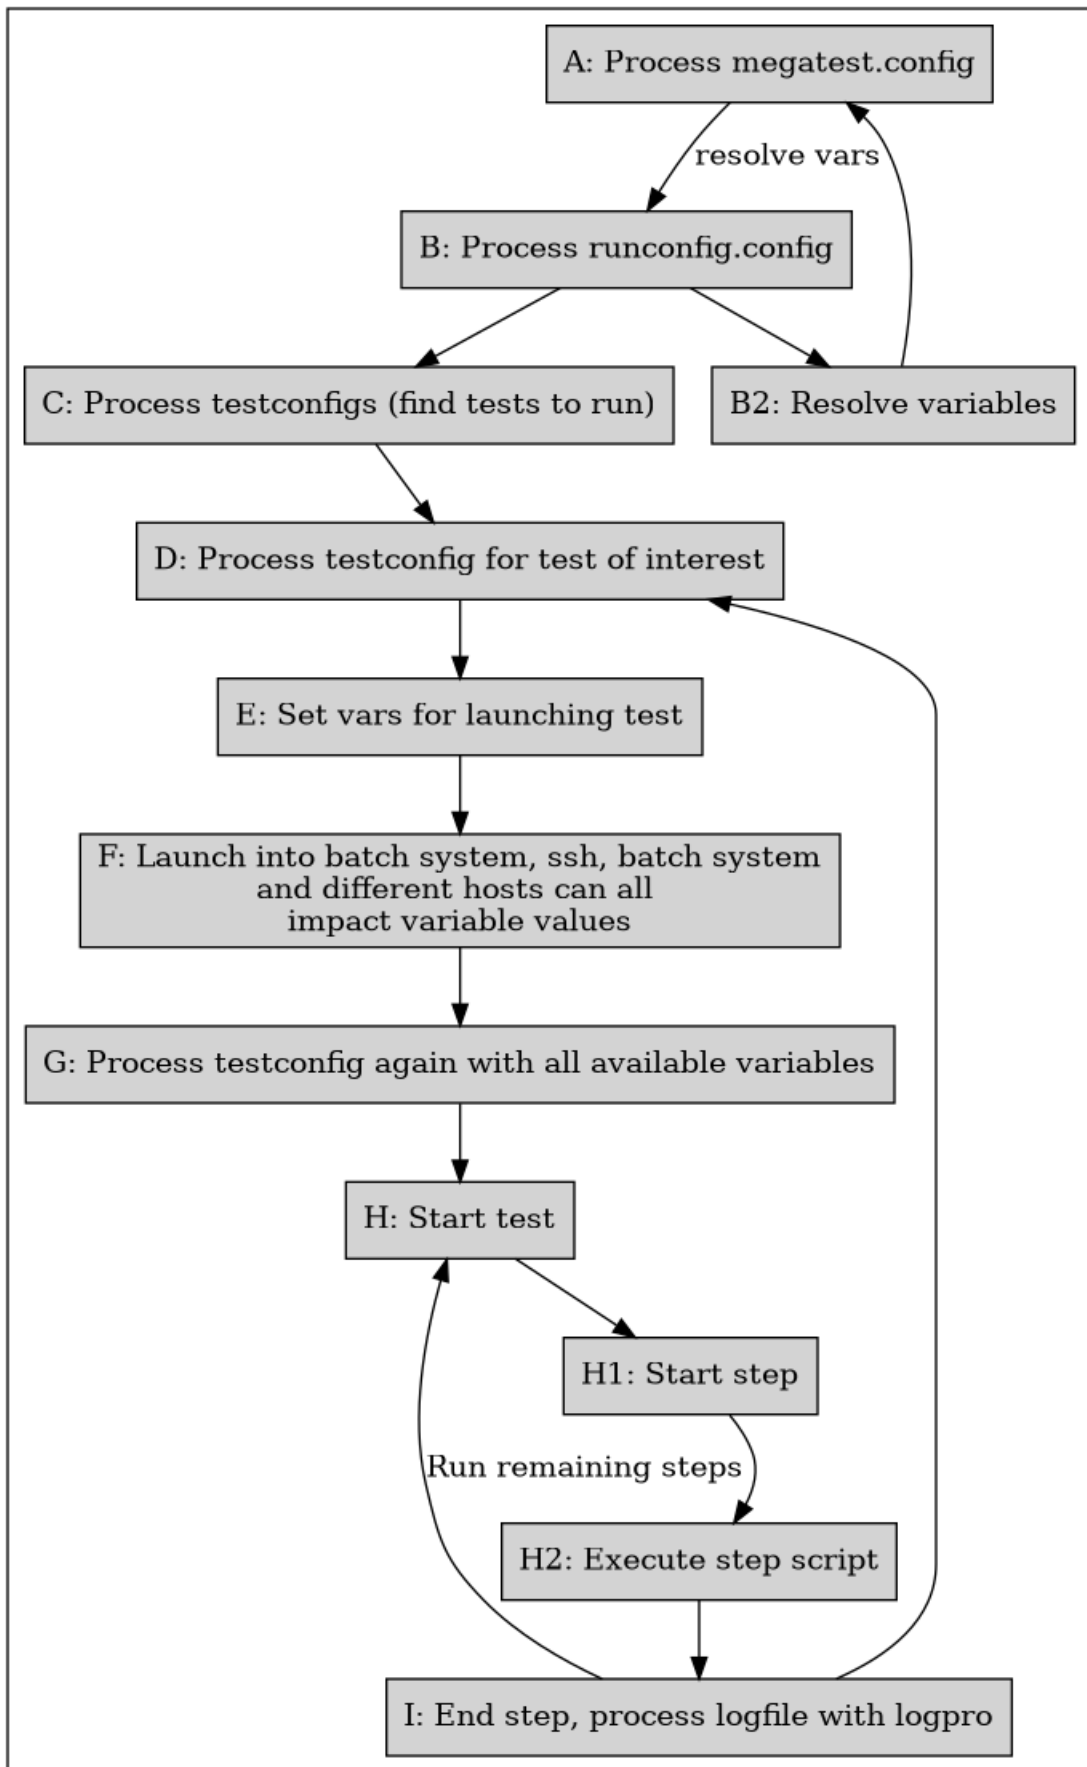 A: Process megatest.config
resolve vars
B: Process runconfig.config
C: Process testconfigs (find tests to run)
B2: Resolve variables
D: Process testconfig for test of interest
E: Set vars for launching test
F: Launch into batch system, ssh, batch system
and different hosts can all
impact variable values
G: Process testconfig again with all available variables
H: Start test
H1: Start step
Run remaining steps
H2: Execute step script
I: End step, process logfile with logpro